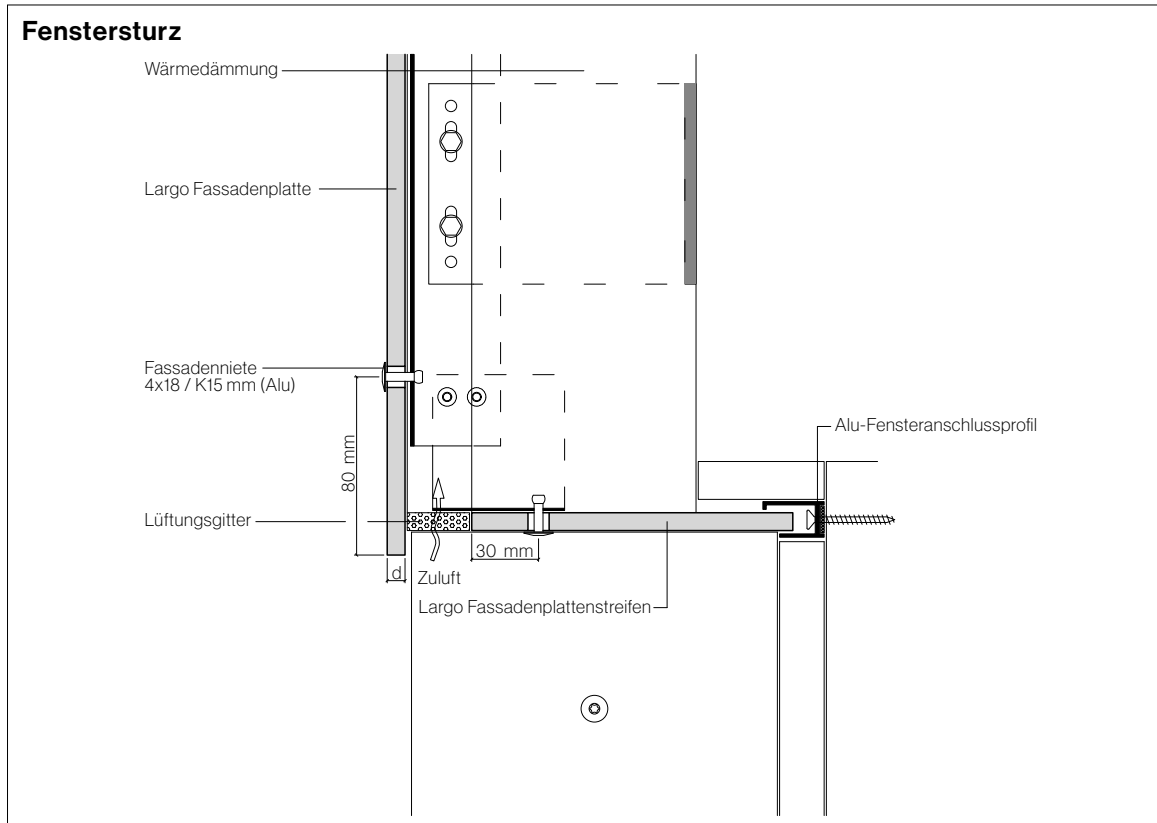 Fenstersturz
Wärmedämmung
Largo Fassadenplatte
Fassadenniete
4x18 / K15 mm (Alu)
80 mm
Alu-Fensteranschlussprofil
Lüftungsgitter
30 mm
d
Zuluft
Largo Fassadenplattenstreifen